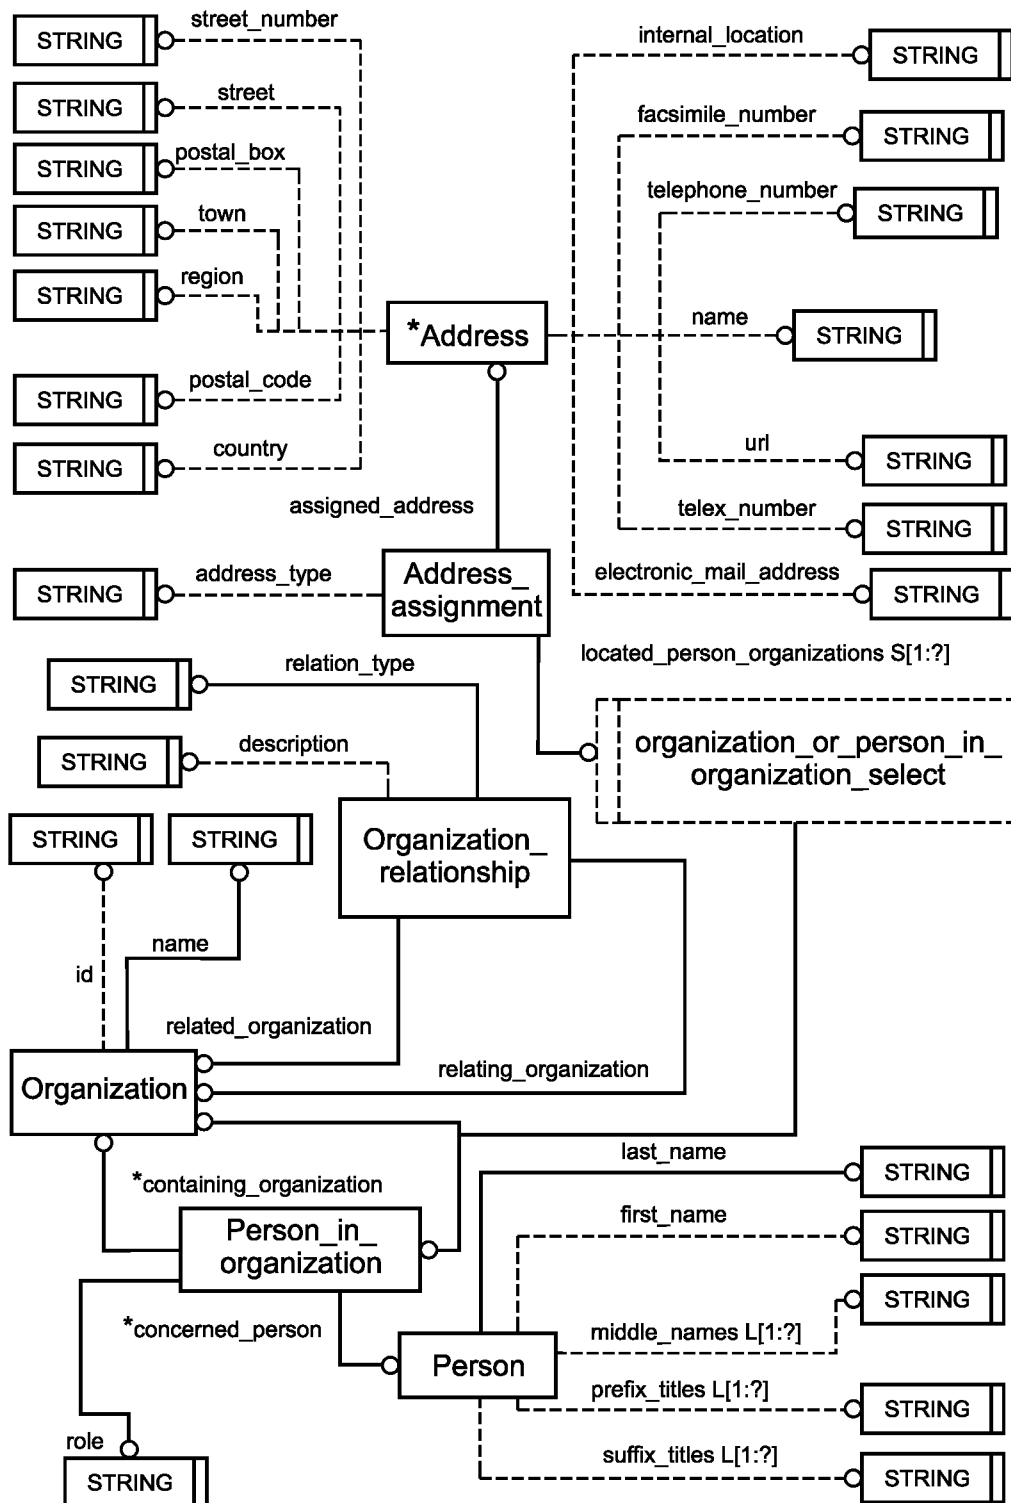 street_number
STRING
internal_location
STRING
street
STRING
facsimile_number
STRING
postal_box
STRING
telephone_number
STRING
town
STRING
region
STRING
*Address
name
STRING
postal_code
STRING
country
STRING
url
STRING
assigned_address
telex_number
STRING
address_type
STRING
Address_
assignment
electronic_mail_address
STRING
located_person_organizations S[1:?]
relation_type
STRING
description
STRING
organization_or_person_in_
organization_select
STRING
STRING
Organization_
relationship
name
id
related_organization
relating_organization
Organization
last_name
STRING
*containing_organization
Person_in_
organization
first_name
STRING
STRING
*concerned_person
middle_names L[1:?]
Person
prefix_titles L[1:?]
STRING
role
STRING
suffix_titles L[1:?]
STRING